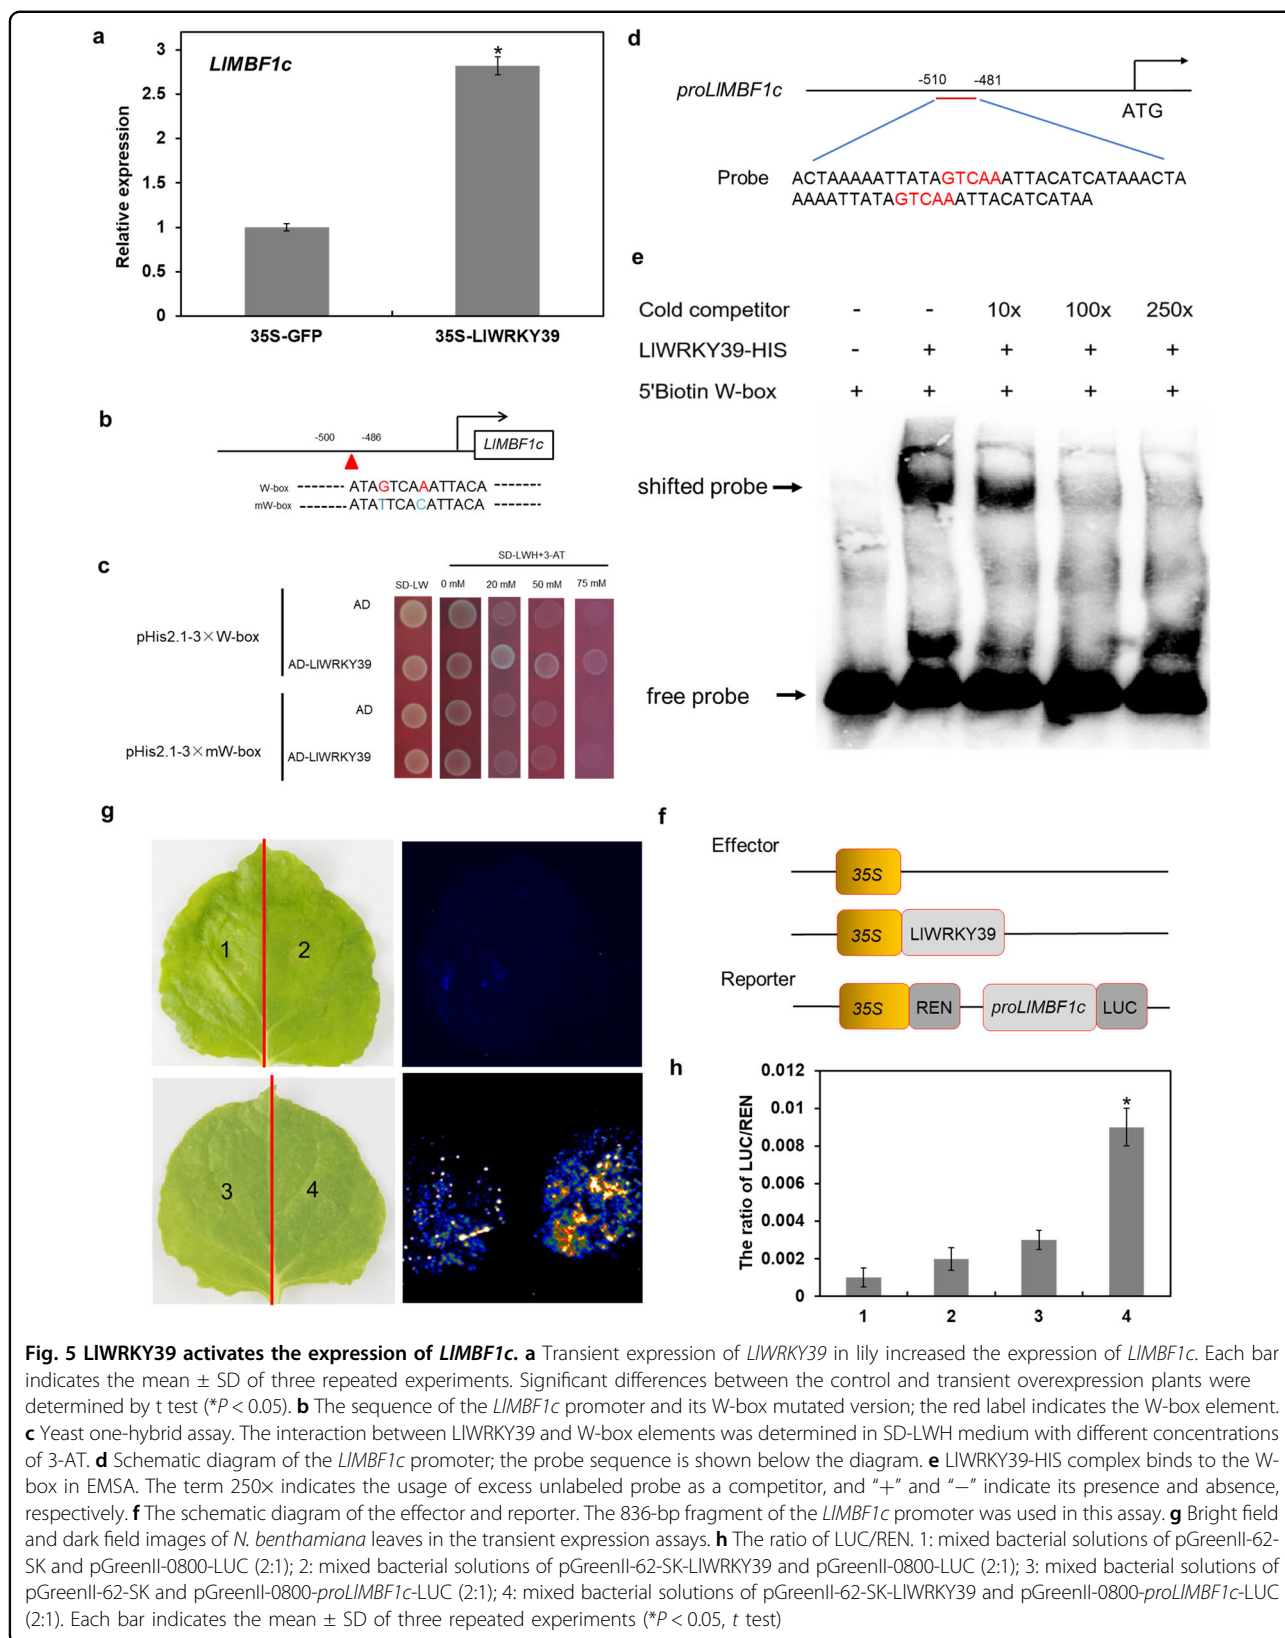 a
LlMBF1c
*
3
2.5
2
1.5
1
0.5
0
Relative expression
35S-GFP 35S-LlWRKY39
b
-500 -486
LlMBF1c
W-box ATAGTCAAATTACA
mW-box ATATTCACATTACA
c
SD-LWH+3-AT
SD-LW 0 mM 20 mM 50 mM 75 mM
pHis2.1-3×W-box
AD
AD-LlWRKY39
pHis2.1-3×mW-box
AD
AD-LlWRKY39
d
-510 -481
proLlMBF1c
ATG
Probe ACTAAAAATTATAGTCAAATTACATCATAAACTA
AAAATTATAGTCAAATTACATCATAA
e
Cold competitor - - 10x 100x 250x
LlWRKY39-HIS - + + + +
5'Biotin W-box + + + + +
shifted probe
free probe
g
1 2
3 4
f
Effector
35S
35S LlWRKY39
Reporter
35S REN proLlMBF1c LUC
h
0.012
0.01
0.008
0.006
0.004
0.002
0
The ratio of LUC/REN
*
1 2 3 4
Fig. 5 LlWRKY39 activates the expression of LlMBF1c. a Transient expression of LlWRKY39 in lily increased the expression of LlMBF1c. Each bar
indicates the mean ± SD of three repeated experiments. Significant differences between the control and transient overexpression plants were
determined by t test (*P < 0.05). b The sequence of the LlMBF1c promoter and its W-box mutated version; the red label indicates the W-box element.
c Yeast one-hybrid assay. The interaction between LlWRKY39 and W-box elements was determined in SD-LWH medium with different concentrations
of 3-AT. d Schematic diagram of the LlMBF1c promoter; the probe sequence is shown below the diagram. e LlWRKY39-HIS complex binds to the W-
box in EMSA. The term 250× indicates the usage of excess unlabeled probe as a competitor, and “+” and “−” indicate its presence and absence,
respectively. f The schematic diagram of the effector and reporter. The 836-bp fragment of the LlMBF1c promoter was used in this assay. g Bright field
and dark field images of N. benthamiana leaves in the transient expression assays. h The ratio of LUC/REN. 1: mixed bacterial solutions of pGreenII-62-
SK and pGreenII-0800-LUC (2:1); 2: mixed bacterial solutions of pGreenII-62-SK-LlWRKY39 and pGreenII-0800-LUC (2:1); 3: mixed bacterial solutions of
pGreenII-62-SK and pGreenII-0800-proLlMBF1c-LUC (2:1); 4: mixed bacterial solutions of pGreenII-62-SK-LlWRKY39 and pGreenII-0800-proLlMBF1c-LUC
(2:1). Each bar indicates the mean ± SD of three repeated experiments (*P < 0.05, t test)